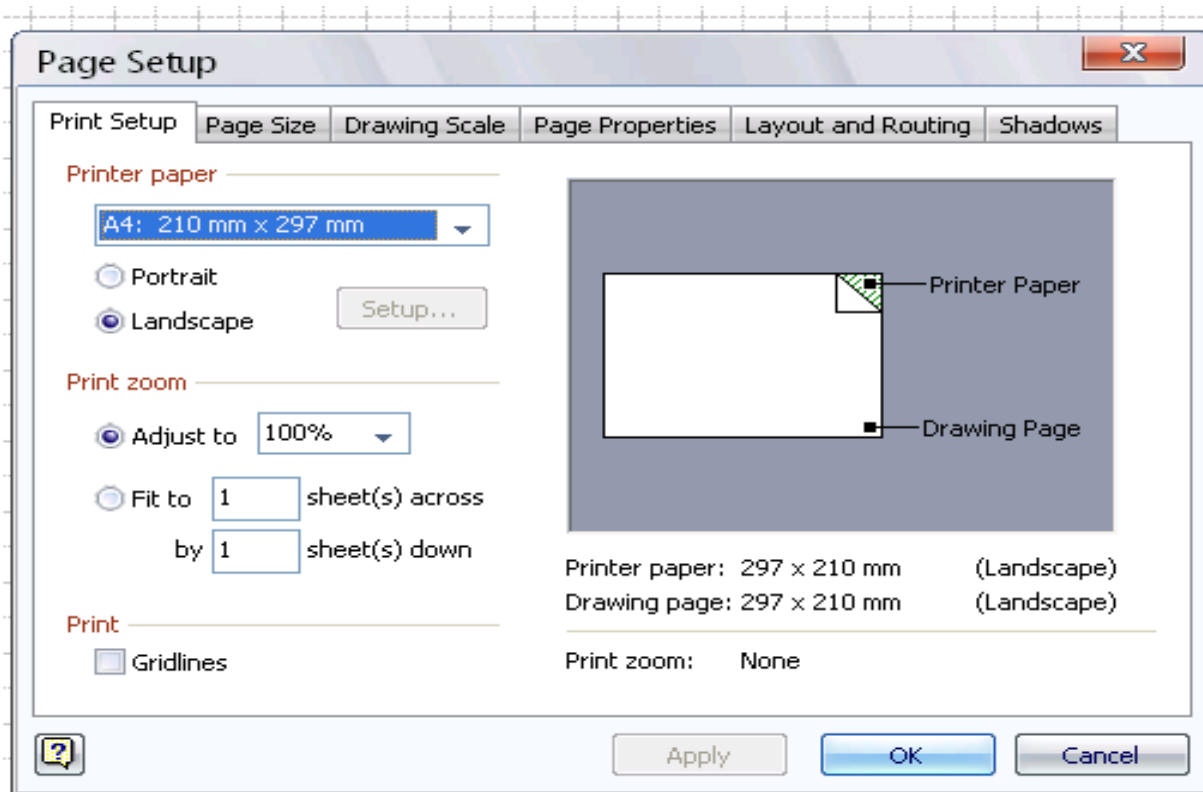 Page Setup
Print Setup Page Size Drawing Scale Page Properties Layout and Routing Shadows
Printer paper
A4: 210 mm x 297 mm
Portrait
Landscape
Setup...
Print zoom
Adjust to 100%
Fit to 1 sheet(s) across
by 1 sheet(s) down
Print
Gridlines
Printer Paper
Drawing Page
Printer paper: 297 x 210 mm (Landscape)
Drawing page: 297 x 210 mm (Landscape)
Print zoom: None
Apply OK Cancel